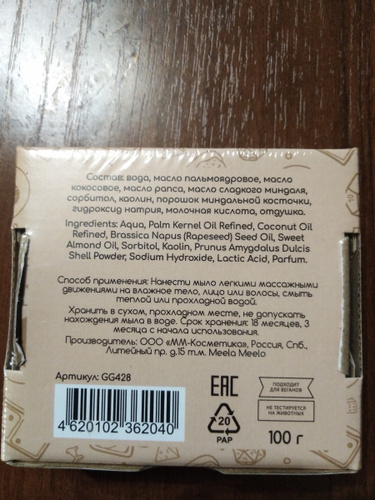 Состав: вода, масло пальмоядровое, масло
кокосовое, масло рапса, масло сладкого миндаля,
сорбитол, каолин, порошок миндальной косточки,
гидроксид натрия, молочная кислота, отдушка.
Ingredients: Aqua, Palm Kernel Oil Refined, Coconut Oil
Refined, Brassica Napus (Rapeseed) Seed Oil, Sweet
Almond Oil, Sorbitol, Kaolin, Prunus Amygdalus Dulcis
Shell Powder, Sodium Hydroxide, Lactic Acid, Parfum.
Способ применения: Нанести мыло легкими массажными
движениями на влажное тело, лицо или волосы, смыть
теплой или прохладной водой.
Хранить в сухом, прохладном месте, не допускать
нахождения мыла в воде. Срок хранения: 18 месяцев, 3
месяца с начала использования.
Производитель: ООО «ММ-Косметика», Россия, Спб.,
Литейный пр. д.15 т.м. Meela Meelo
Артикул: GG428
4 620102 362040
EAC
20
PAP
ПОДХОДИТ
ДЛЯ ВЕГАНОВ
НЕ ТЕСТИРУЕТСЯ
НА ЖИВОТНЫХ
100 г